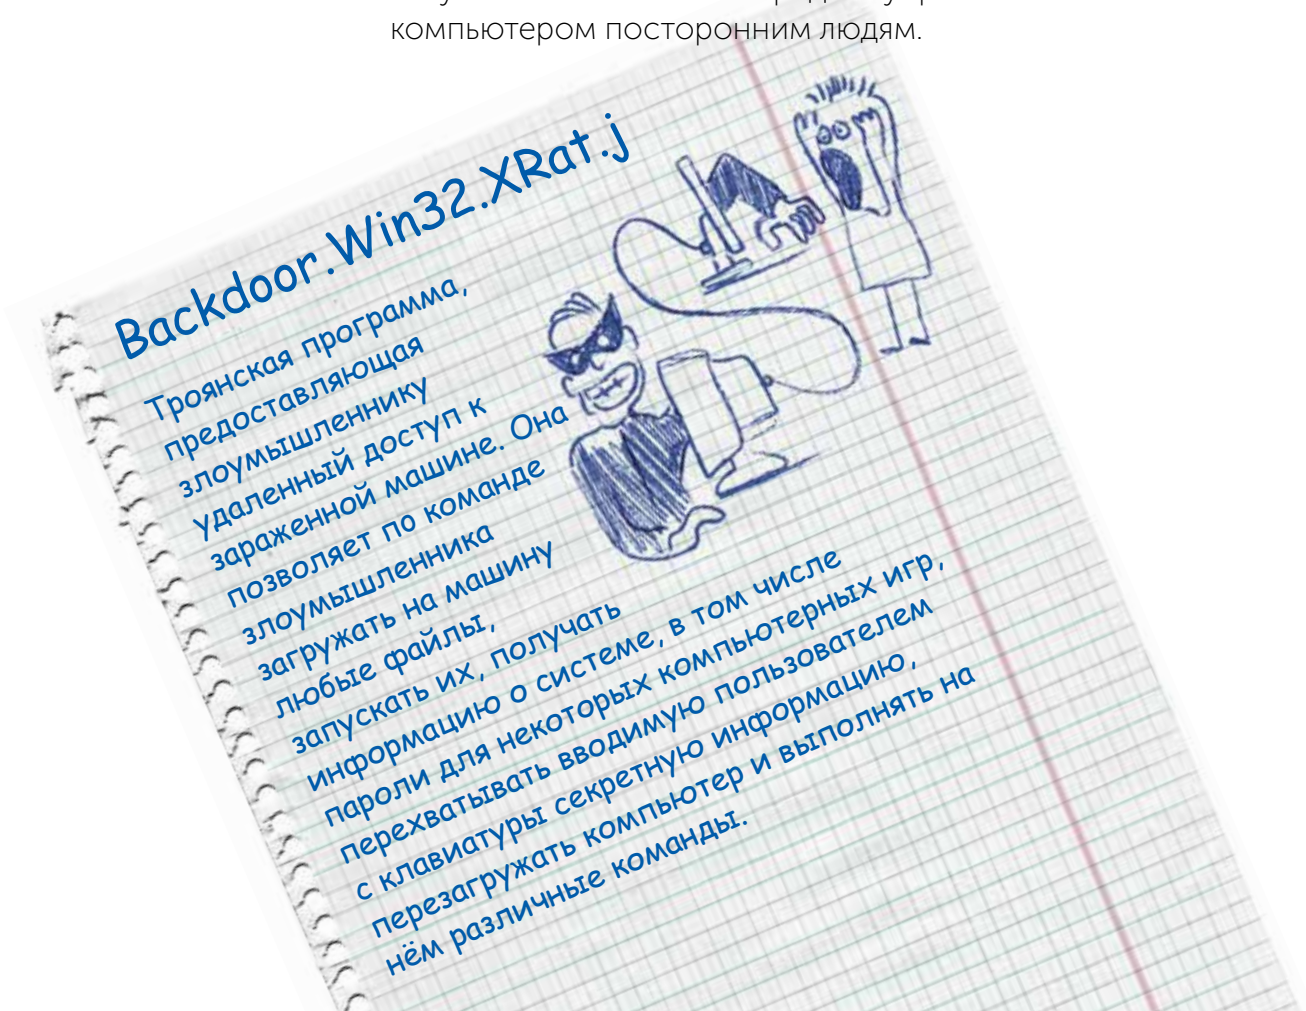 компьютером посторонним людям.
Backdoor.Win32.XRat.j
Троянская программа,
предоставляющая
злоумышленнику
удаленный доступ к
зараженной машине. Она
позволяет по команде
злоумышленника
загружать на машину
любые файлы,
запускать их, получать
информацию о системе, в том числе
пароли для некоторых компьютерных игр,
перехватывать вводимую пользователем
с клавиатуры секретную информацию,
перезагружать компьютер и выполнять на
нём различные команды.